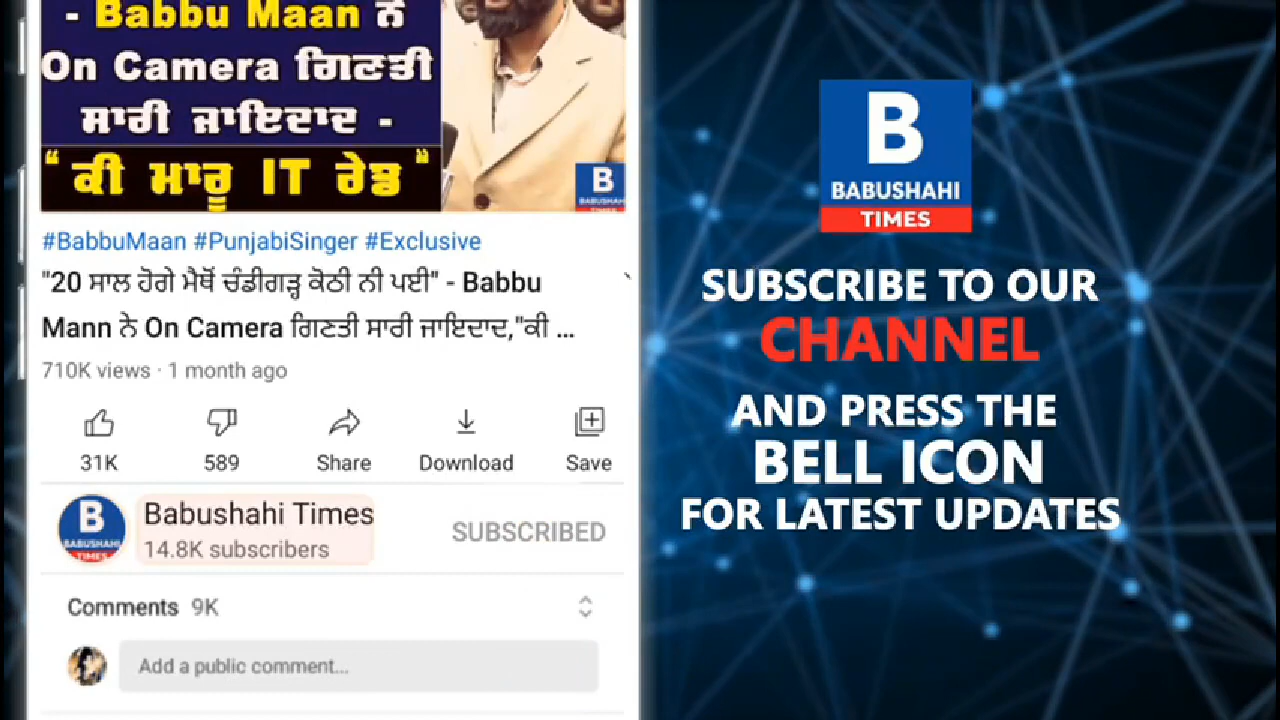 - Babbu Maan ਨੇ
On Camera ਗਿਣਤੀ
ਸਾਰੀ ਜਾਇਦਾਦ -
“ਕੀ ਮਾਰੂ IT ਰੇਡ”
B
BABUSHAHI
#BabbuMaan #PunjabiSinger #Exclusive
"20 ਸਾਲ ਹੋਗੇ ਮੈਥੋਂ ਚੰਡੀਗੜ੍ਹ ਕੋਠੀ ਨੀ ਪਈ" - Babbu
Mann ਨੇ On Camera ਗਿਣਤੀ ਸਾਰੀ ਜਾਇਦਾਦ,"ਕੀ ...
710K views · 1 month ago
31K 589 Share Download Save
B
BABUSHAHI
TIMES
Babushahi Times
14.8K subscribers
SUBSCRIBED
Comments 9K
Add a public comment...
B
BABUSHAHI
TIMES
SUBSCRIBE TO OUR
CHANNEL
AND PRESS THE
BELL ICON
FOR LATEST UPDATES